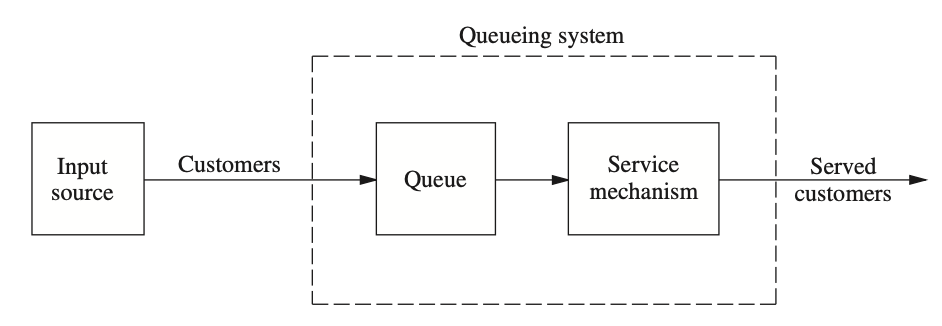 Queueing system
Input
source
Customers
Queue
Service
mechanism
Served
customers